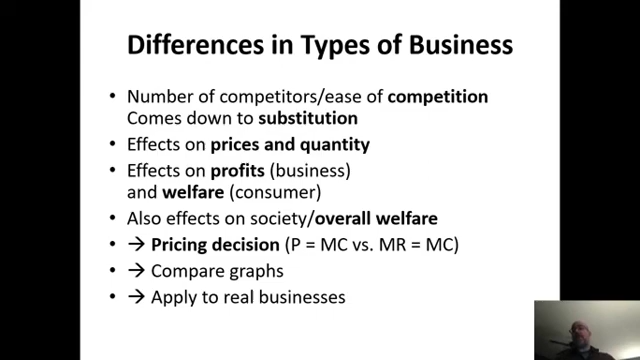 Differences in Types of Business
• Number of competitors/ease of competition
Comes down to substitution
• Effects on prices and quantity
• Effects on profits (business)
and welfare (consumer)
• Also effects on society/overall welfare
• → Pricing decision (P = MC vs. MR = MC)
• → Compare graphs
• → Apply to real businesses